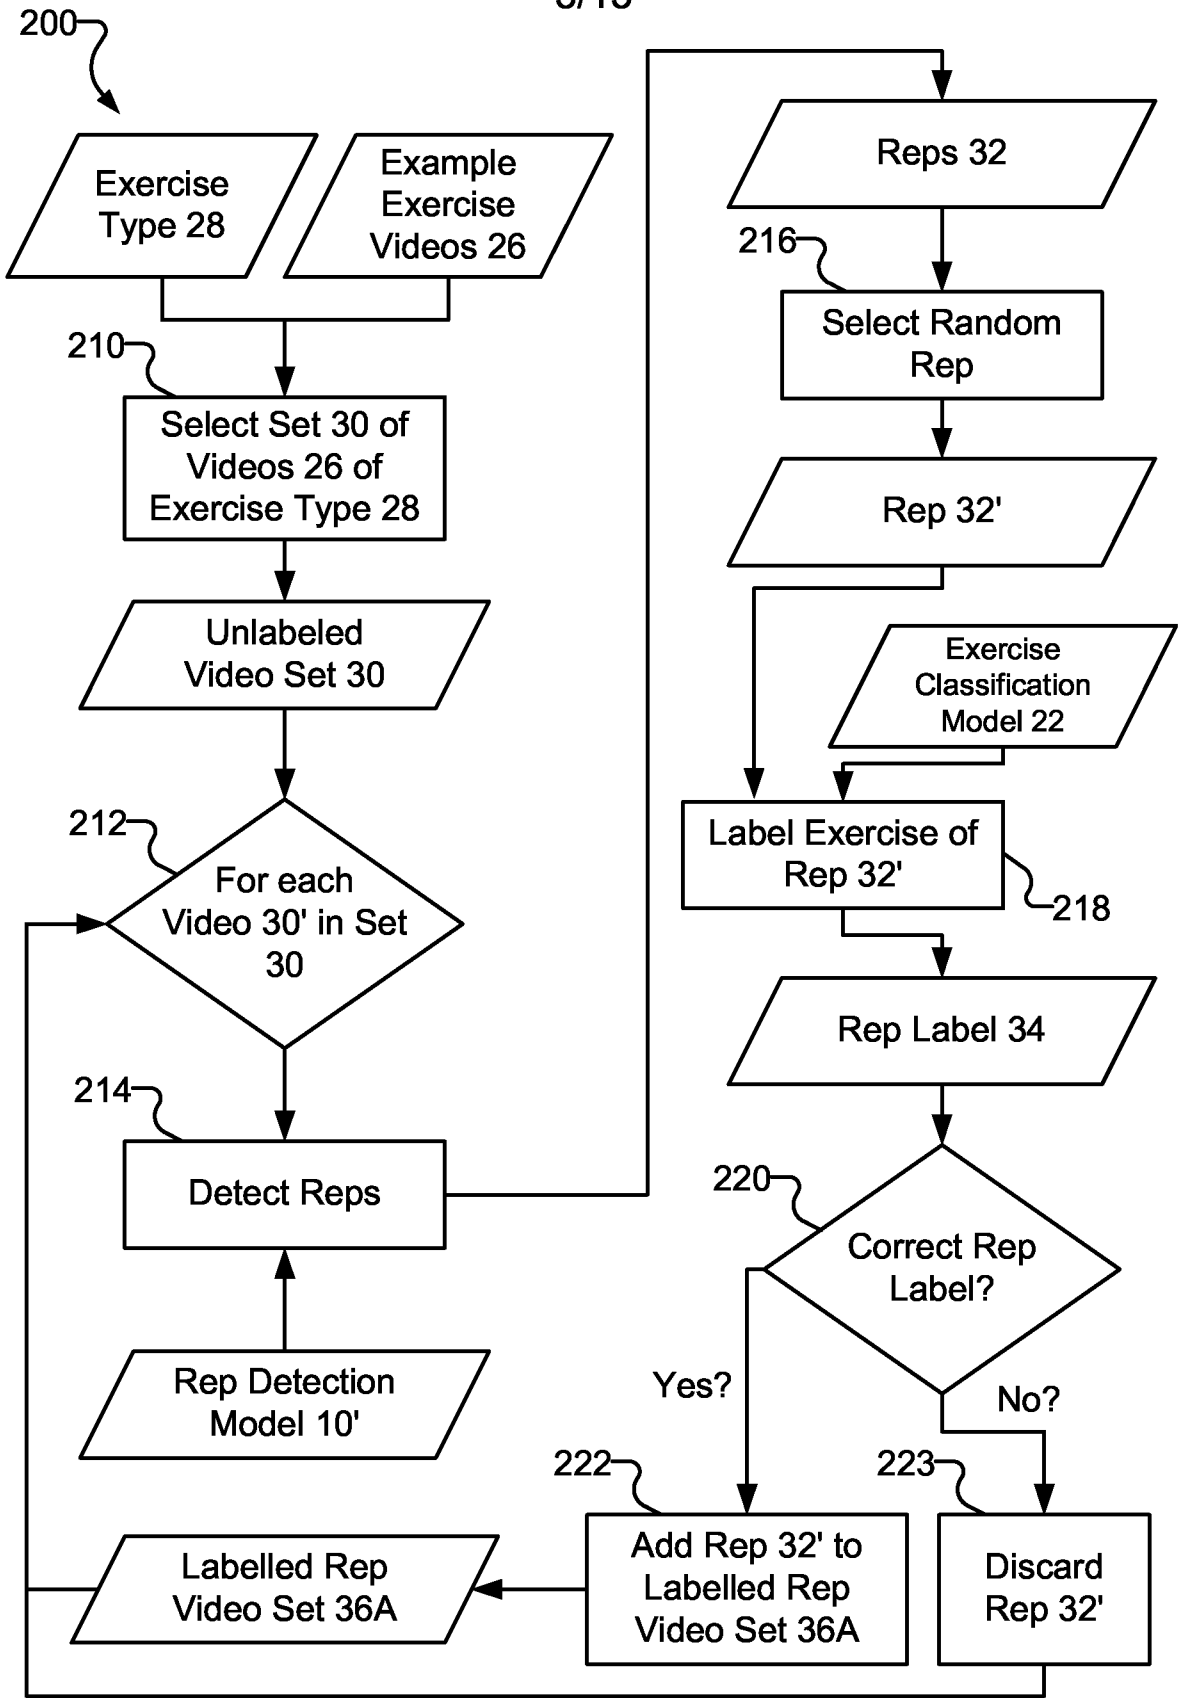 200
Exercise
Type 28
Example
Exercise
Videos 26
210
Select Set 30 of
Videos 26 of
Exercise Type 28
Unlabeled
Video Set 30
212
For each
Video 30' in Set
30
214
Detect Reps
Rep Detection
Model 10'
Reps 32
216
Select Random
Rep
Rep 32'
Exercise
Classification
Model 22
Label Exercise of
Rep 32'
218
Rep Label 34
220
Correct Rep
Label?
Yes?
No?
222
Add Rep 32' to
Labelled Rep
Video Set 36A
223
Discard
Rep 32'
Labelled Rep
Video Set 36A